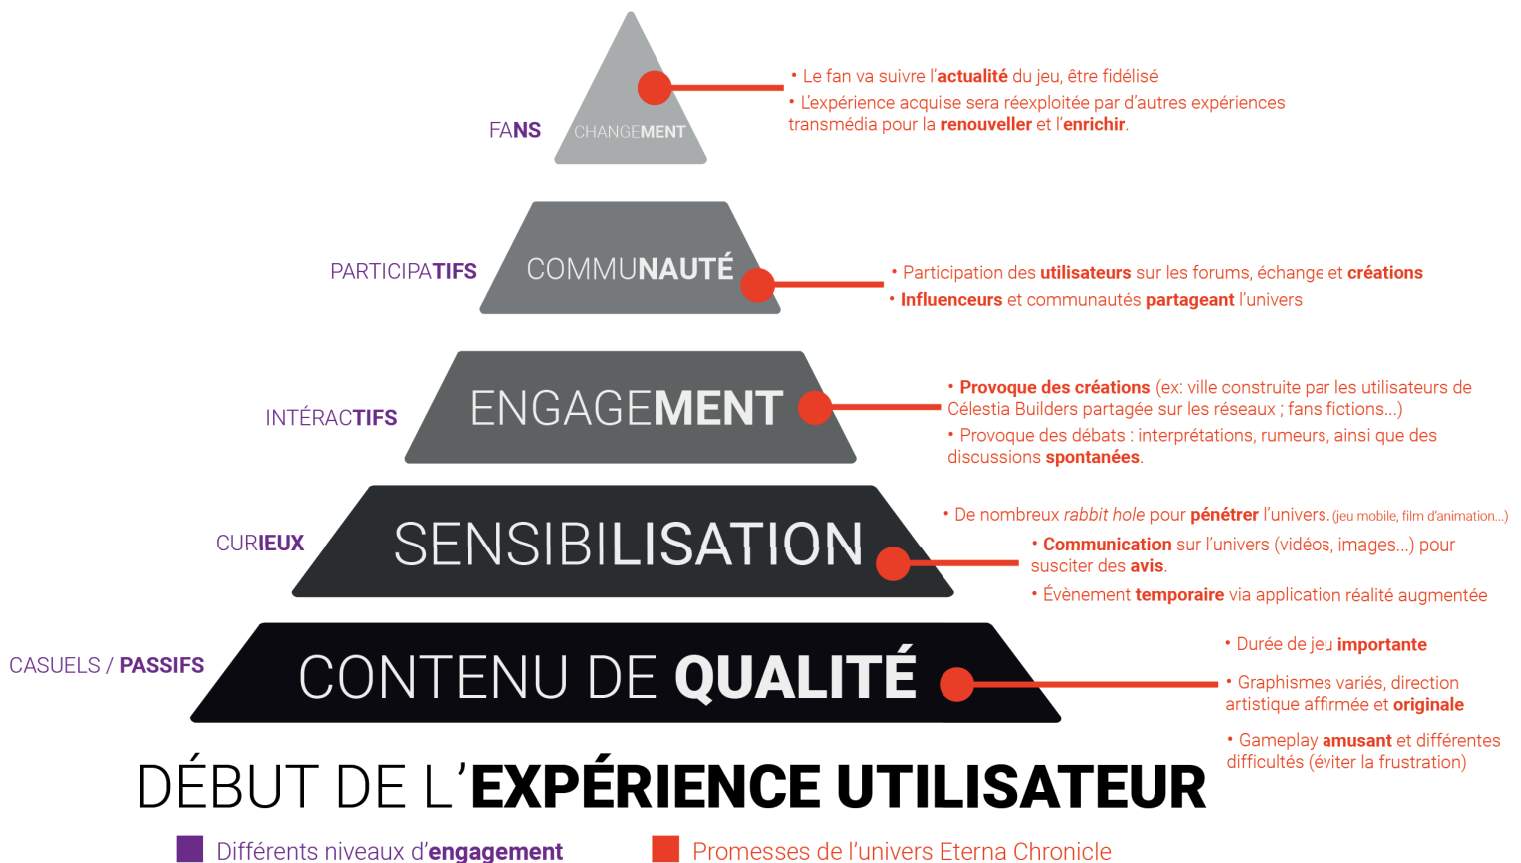 • Le fan va suivre l'actualité du jeu, être fidélisé
• L'expérience acquise sera réexploitée par d'autres expériences
transmédia pour la renouveller et l'enrichir.
FANS
CHANGEMENT
PARTICIPATIFS
COMMUNAUTÉ
• Participation des utilisateurs sur les forums, échange et créations
• Influenceurs et communautés partageant l'univers
INTÉRACTIFS
ENGAGEMENT
• Provoque des créations (ex: ville construite par les utilisateurs de
Célestia Builders partagée sur les réseaux ; fans fictions...)
• Provoque des débats : interprétations, rumeurs, ainsi que des
discussions spontanées.
CURIEUX
SENSIBILISATION
• De nombreux rabbit hole pour pénétrer l'univers. (jeu mobile, film d'animation...)
• Communication sur l'univers (vidéos, images...) pour
susciter des avis.
• Évènement temporaire via application réalité augmentée
CASUELS / PASSIFS
CONTENU DE QUALITÉ
• Durée de jeu importante
• Graphismes variés, direction
artistique affirmée et originale
• Gameplay amusant et différentes
difficultés (éviter la frustration)
DÉBUT DE L'EXPÉRIENCE UTILISATEUR
Différents niveaux d'engagement
Promesses de l'univers Eterna Chronicle